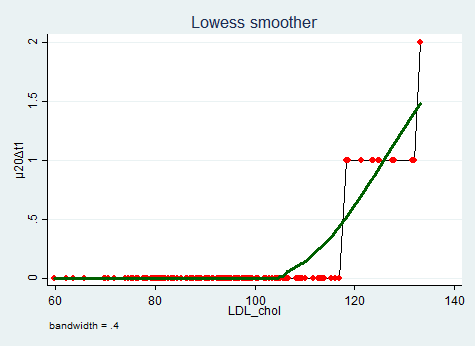 Lowess smoother
µ20Δt1
2
1.5
1
.5
0
60 80 100 120 140
LDL_chol
bandwidth = .4